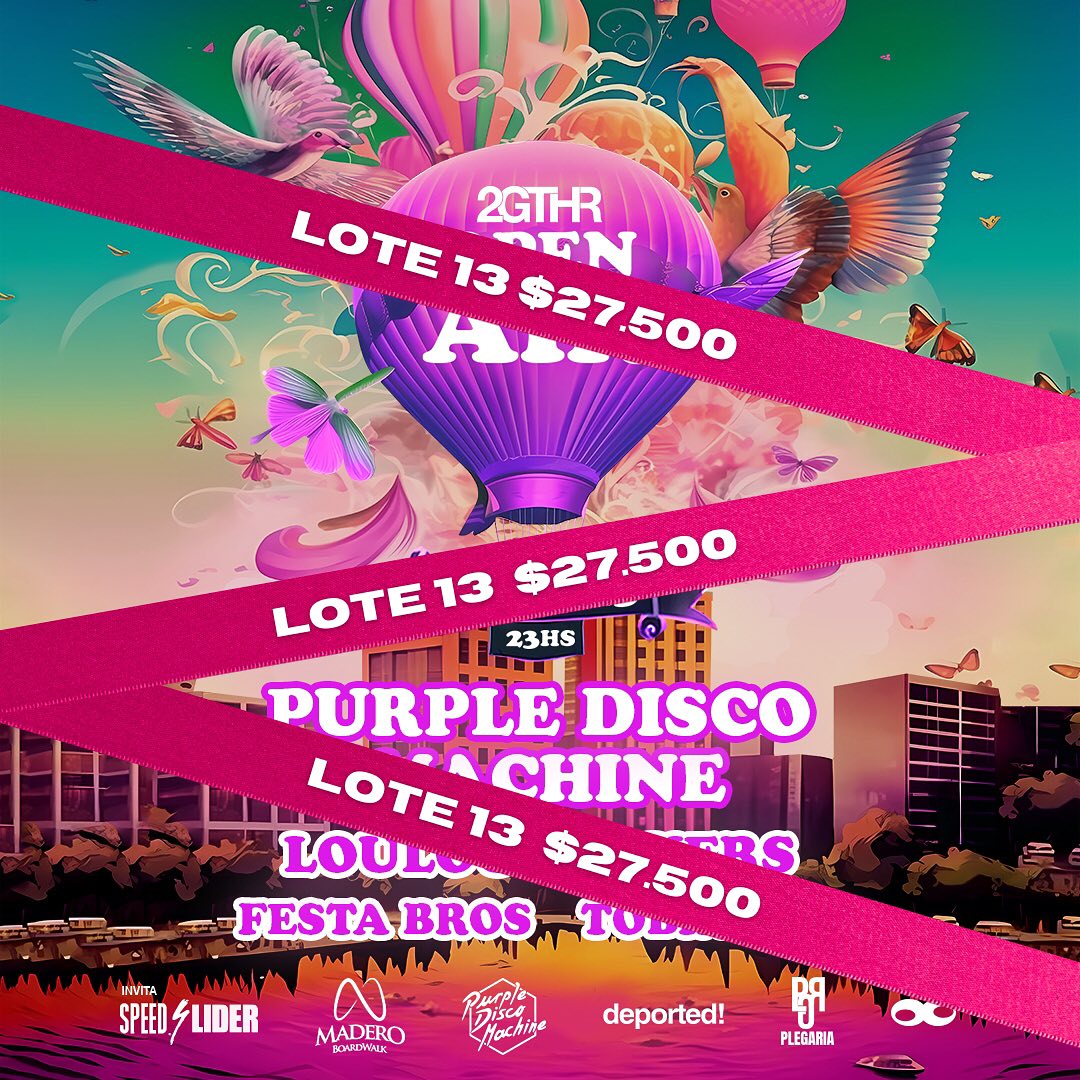 2GTHR
LOTE 13 $27.500
LOTE 13 $27.500
23HS
PURPLE DISCO
MACHINE
LOTE 13 $27.500
FESTA BROS
INVITA
SPEED LIDER
MADERO
BOARDWALK
Purple
Disco
Machine
deported!
PLEGARIA